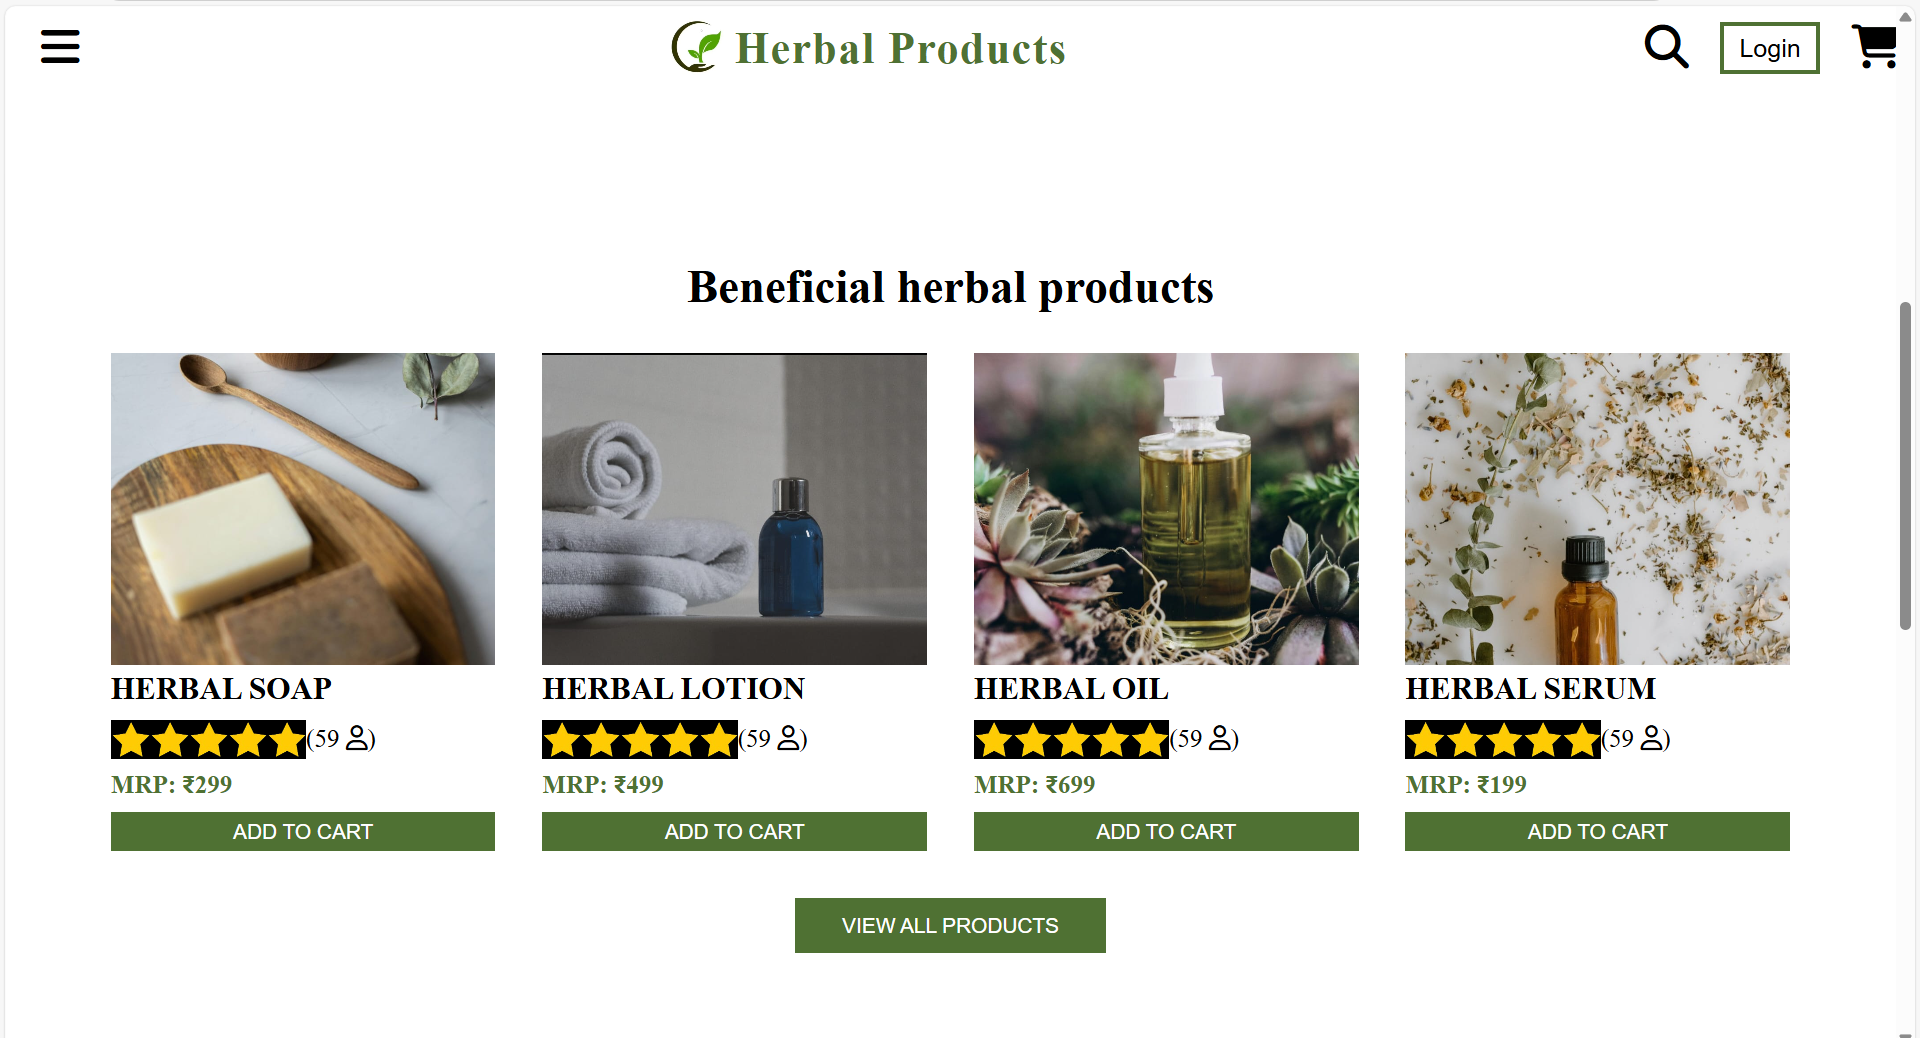 Herbal Products
Login
Beneficial herbal products
HERBAL SOAP
(59 )
MRP: ₹299
ADD TO CART
HERBAL LOTION
(59 )
MRP: ₹499
ADD TO CART
HERBAL OIL
(59 )
MRP: ₹699
ADD TO CART
HERBAL SERUM
(59 )
MRP: ₹199
ADD TO CART
VIEW ALL PRODUCTS